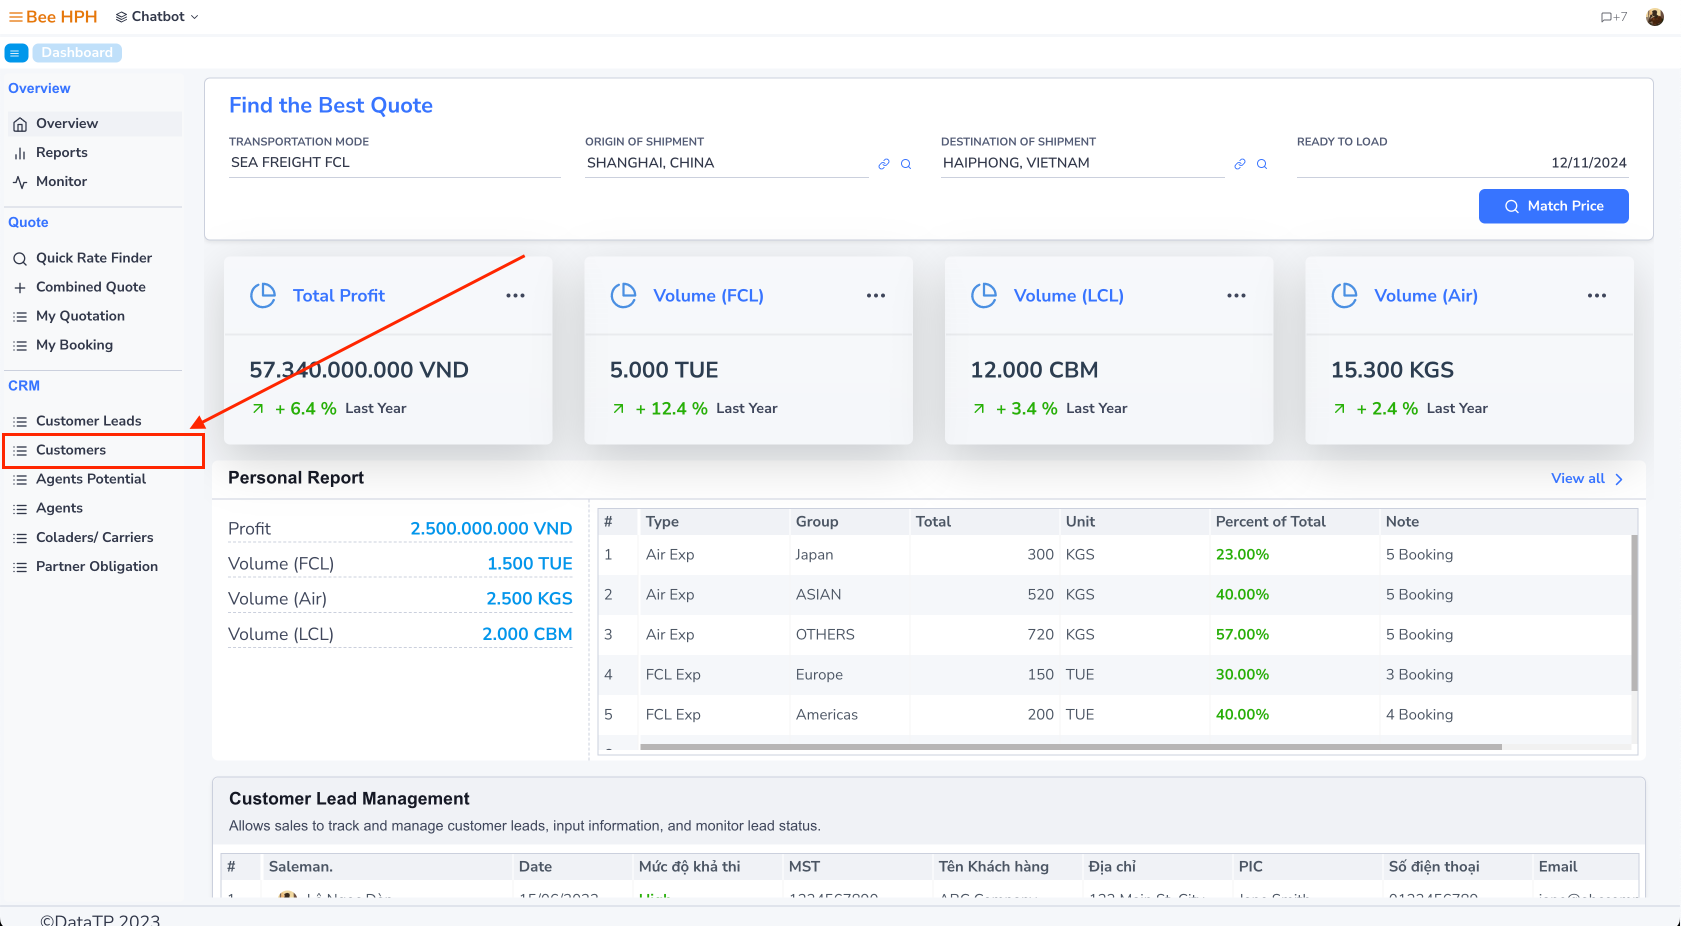 Bee HPH Chatbot +7
Dashboard
Overview
Overview
Reports
Monitor
Quote
Quick Rate Finder
Combined Quote
My Quotation
My Booking
CRM
Customer Leads
Customers
Agents Potential
Agents
Coladers/ Carriers
Partner Obligation
Find the Best Quote
TRANSPORTATION MODE ORIGIN OF SHIPMENT DESTINATION OF SHIPMENT READY TO LOAD
SEA FREIGHT FCL SHANGHAI, CHINA HAIPHONG, VIETNAM 12/11/2024
Match Price
Total Profit Volume (FCL) Volume (LCL) Volume (Air)
57.340.000.000 VND 5.000 TUE 12.000 CBM 15.300 KGS
+ 6.4 % Last Year + 12.4 % Last Year + 3.4 % Last Year + 2.4 % Last Year
Personal Report View all
Profit 2.500.000.000 VND
Volume (FCL) 1.500 TUE
Volume (Air) 2.500 KGS
Volume (LCL) 2.000 CBM
# Type Group Total Unit Percent of Total Note
1 Air Exp Japan 300 KGS 23.00% 5 Booking
2 Air Exp ASIAN 520 KGS 40.00% 5 Booking
3 Air Exp OTHERS 720 KGS 57.00% 5 Booking
4 FCL Exp Europe 150 TUE 30.00% 3 Booking
5 FCL Exp Americas 200 TUE 40.00% 4 Booking
Customer Lead Management
Allows sales to track and manage customer leads, input information, and monitor lead status.
# Saleman. Date Mức độ khả thi MST Tên Khách hàng Địa chỉ PIC Số điện thoại Email
©DataTP 2023